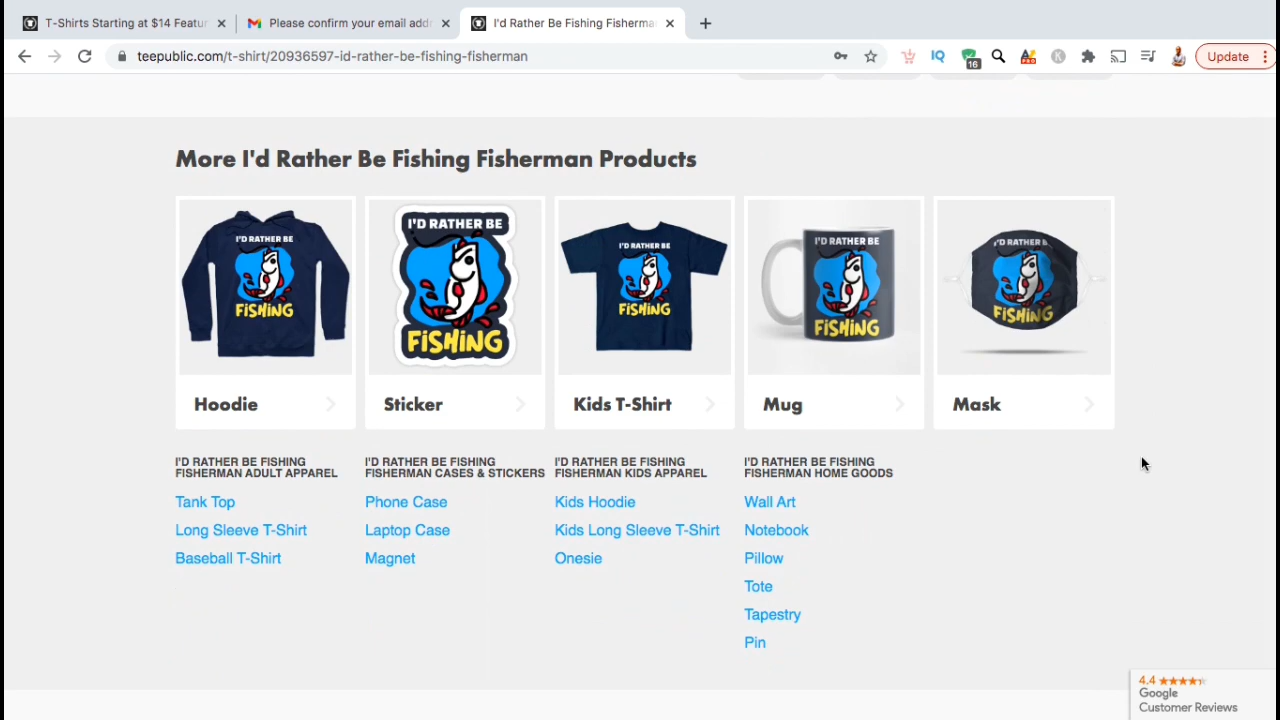 T-Shirts Starting at $14 Featur
Please confirm your email addr
I'd Rather Be Fishing Fisherma
teepublic.com/t-shirt/20936597-id-rather-be-fishing-fisherman
IQ
16
PRO
K
Update
More I'd Rather Be Fishing Fisherman Products
I'D RATHER BE
FISHING
I'D RATHER BE
FISHING
I'D RATHER BE
FISHING
I'D RATHER BE
FISHING
I'D RATHER B
FISHING
Hoodie
Sticker
Kids T-Shirt
Mug
Mask
I'D RATHER BE FISHING
FISHERMAN ADULT APPAREL
Tank Top
Long Sleeve T-Shirt
Baseball T-Shirt
I'D RATHER BE FISHING
FISHERMAN CASES & STICKERS
Phone Case
Laptop Case
Magnet
I'D RATHER BE FISHING
FISHERMAN KIDS APPAREL
Kids Hoodie
Kids Long Sleeve T-Shirt
Onesie
I'D RATHER BE FISHING
FISHERMAN HOME GOODS
Wall Art
Notebook
Pillow
Tote
Tapestry
Pin
4.4
Google
Customer Reviews